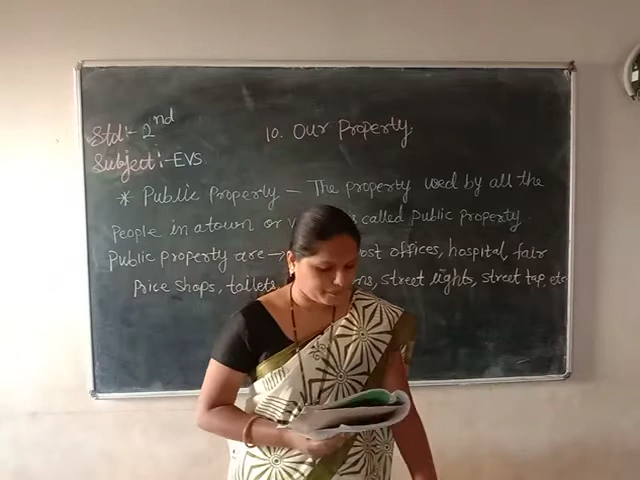 Std:- 2nd
10. Our Property
Subject:- EVS
* Public Property - The property used by all the
People in a town or called public property.
Public property are → ost offices, hospital, fair
Price shops, toilets ns, street lights, street tap, etc